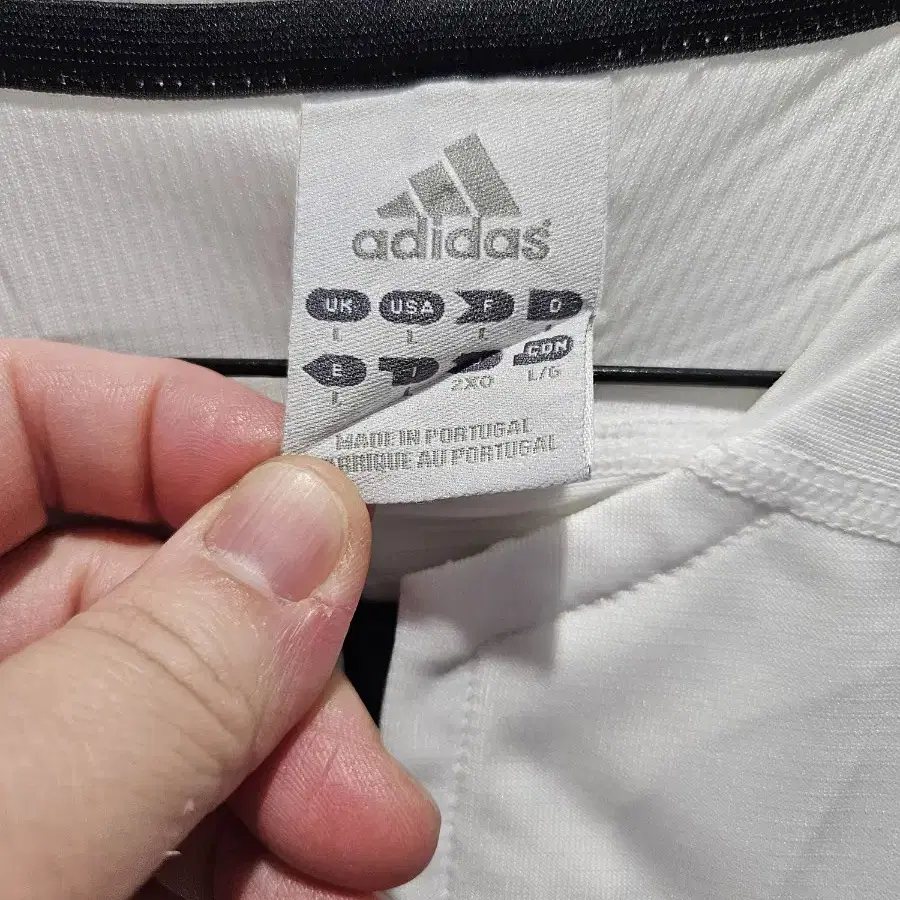 adidas
UK USA F D
L L L
E I CDN
L L 2XO L/G
MADE IN PORTUGAL
FABRIQUE AU PORTUGAL